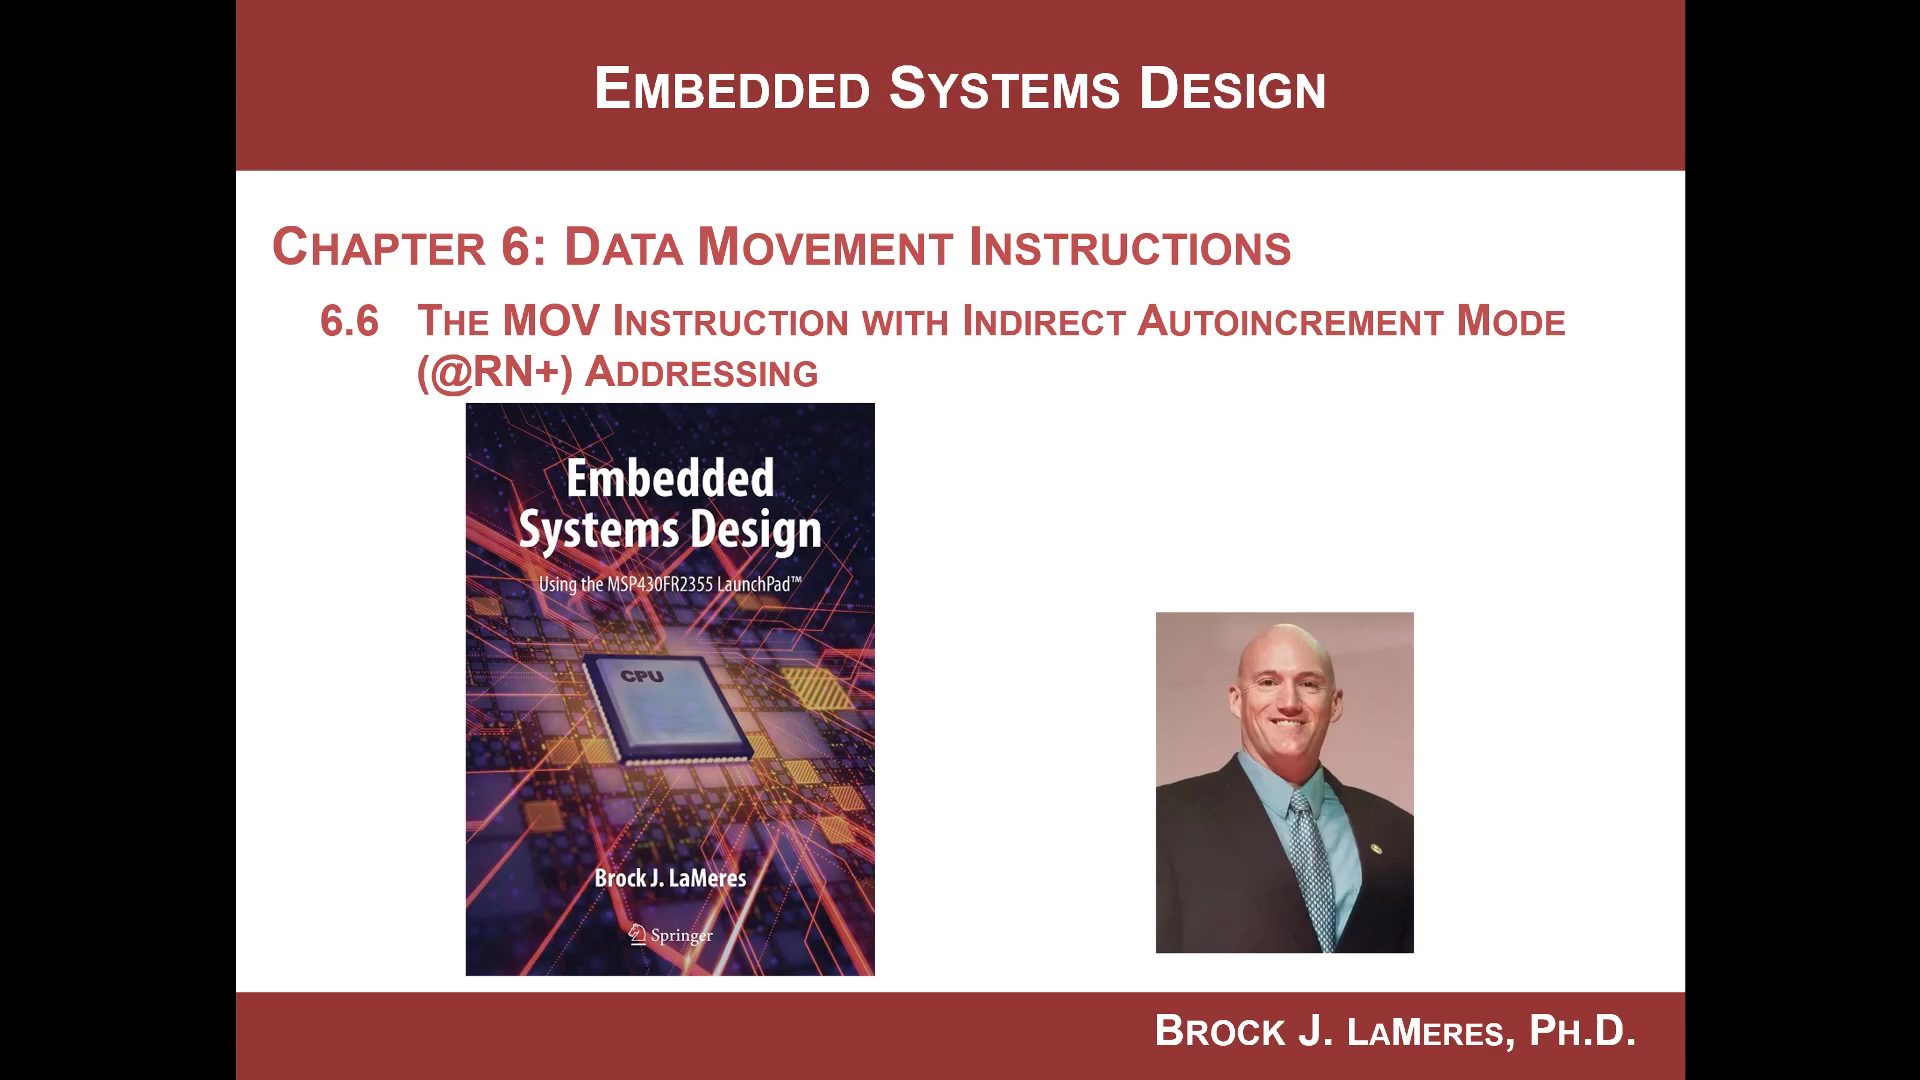 EMBEDDED SYSTEMS DESIGN
CHAPTER 6: DATA MOVEMENT INSTRUCTIONS
6.6 THE MOV INSTRUCTION WITH INDIRECT AUTOINCREMENT MODE
(@RN+) ADDRESSING
Embedded
Systems Design
Using the MSP430FR2355 LaunchPad™
CPU
Brock J. LaMeres
Springer
BROCK J. LAMERES, PH.D.